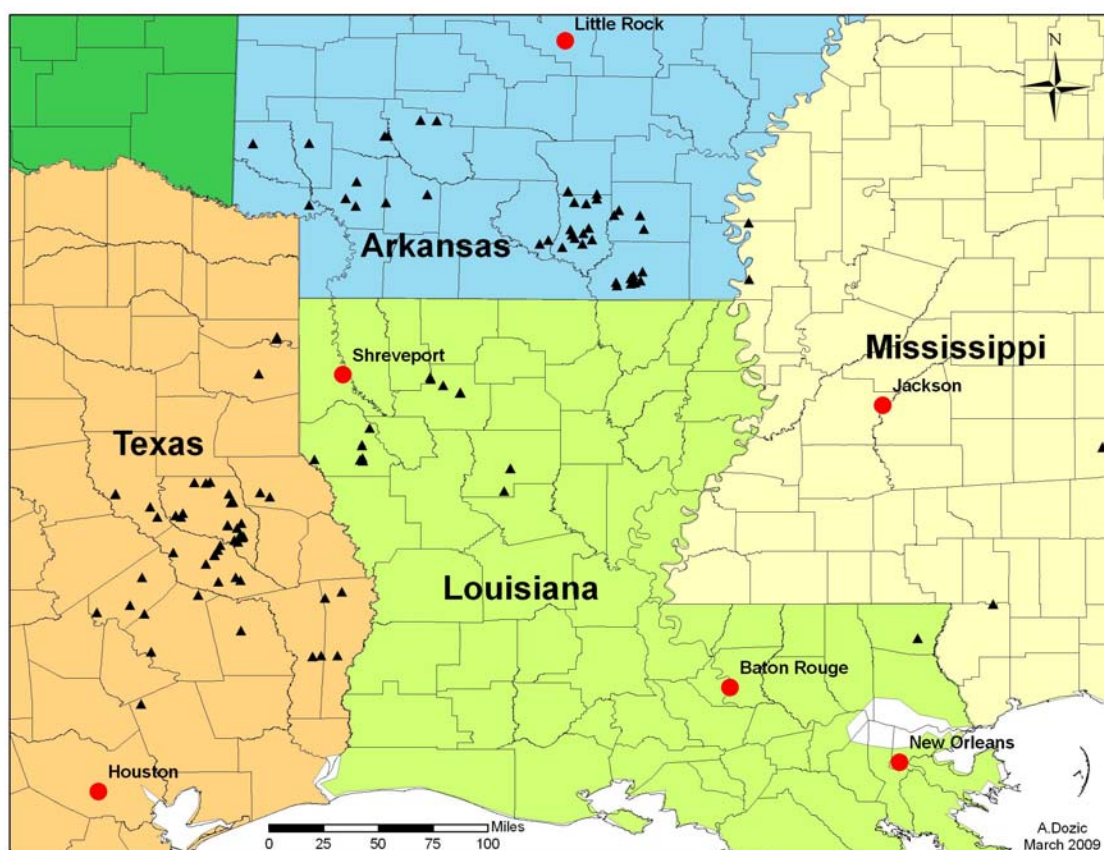 Little Rock
N
Arkansas
Shreveport
Mississippi
Jackson
Texas
Louisiana
Baton Rouge
New Orleans
Houston
Miles
0 25 50 75 100
A.Dozic
March 2009